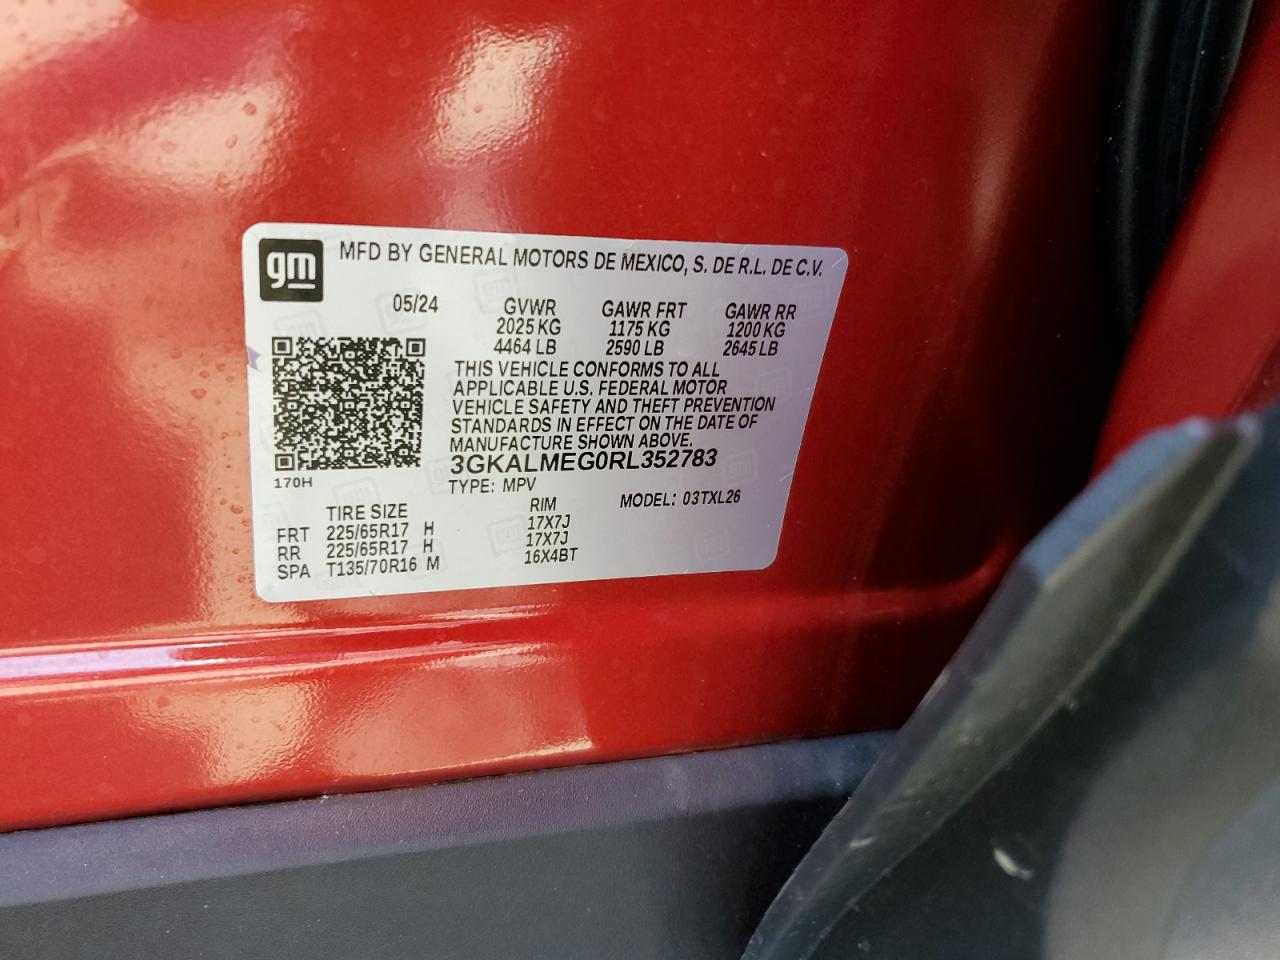 gm
MFD BY GENERAL MOTORS DE MEXICO, S. DE R.L. DE C.V.
05/24 GVWR GAWR FRT GAWR RR
2025 KG 1175 KG 1200 KG
4464 LB 2590 LB 2645 LB
THIS VEHICLE CONFORMS TO ALL
APPLICABLE U.S. FEDERAL MOTOR
VEHICLE SAFETY AND THEFT PREVENTION
STANDARDS IN EFFECT ON THE DATE OF
MANUFACTURE SHOWN ABOVE.
3GKALMEG0RL352783
170H
TYPE: MPV MODEL: 03TXL26
TIRE SIZE RIM
FRT 225/65R17 H 17X7J
RR 225/65R17 H 17X7J
SPA T135/70R16 M 16X4BT